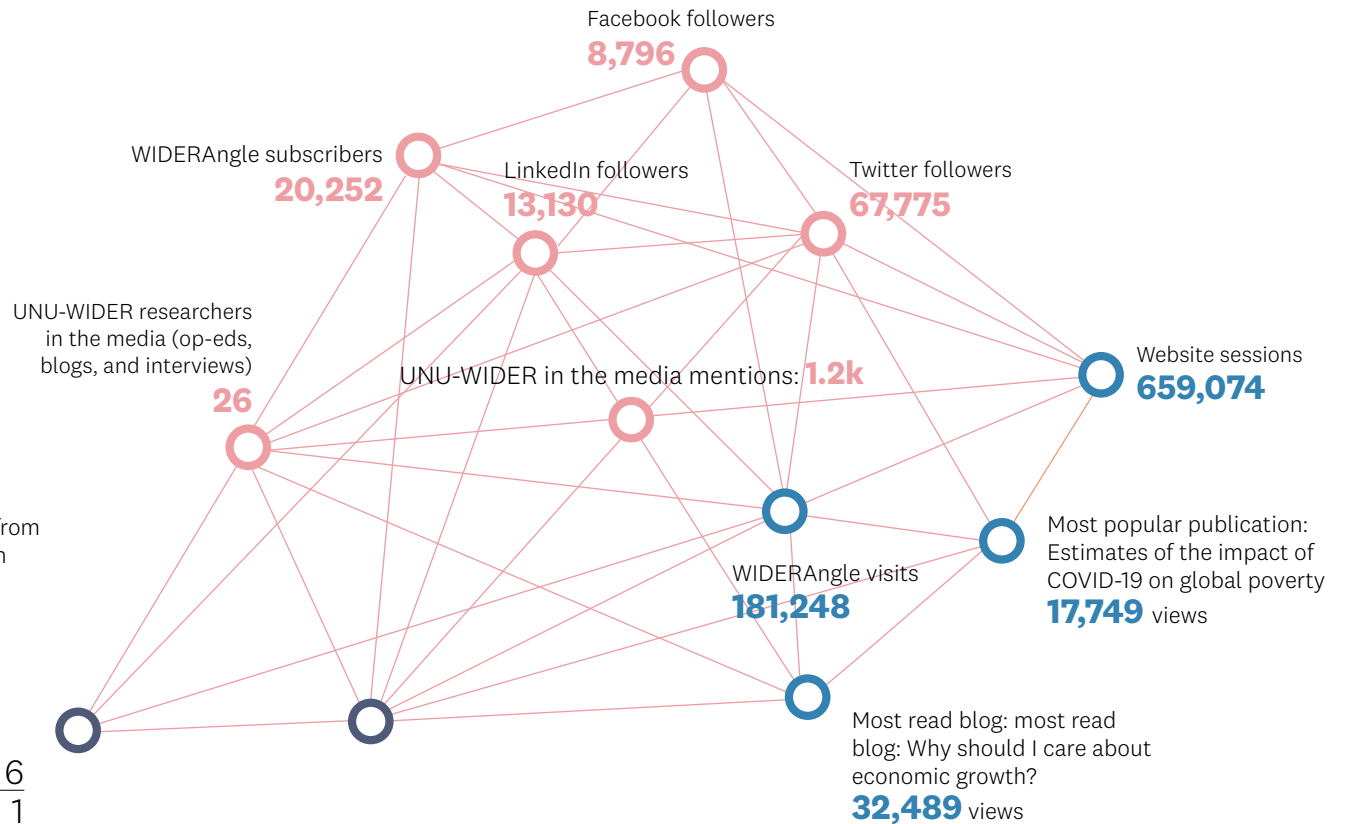 Facebook followers
8,796
WIDERAngle subscribers
20,252
LinkedIn followers
13,130
Twitter followers
67,775
UNU-WIDER researchers
in the media (op-eds,
blogs, and interviews)
26
UNU-WIDER in the media mentions: 1.2k
Website sessions
659,074
from
n
Most popular publication:
Estimates of the impact of
COVID-19 on global poverty
17,749 views
WIDERAngle visits
181,248
Most read blog: most read
blog: Why should I care about
economic growth?
32,489 views
6
1